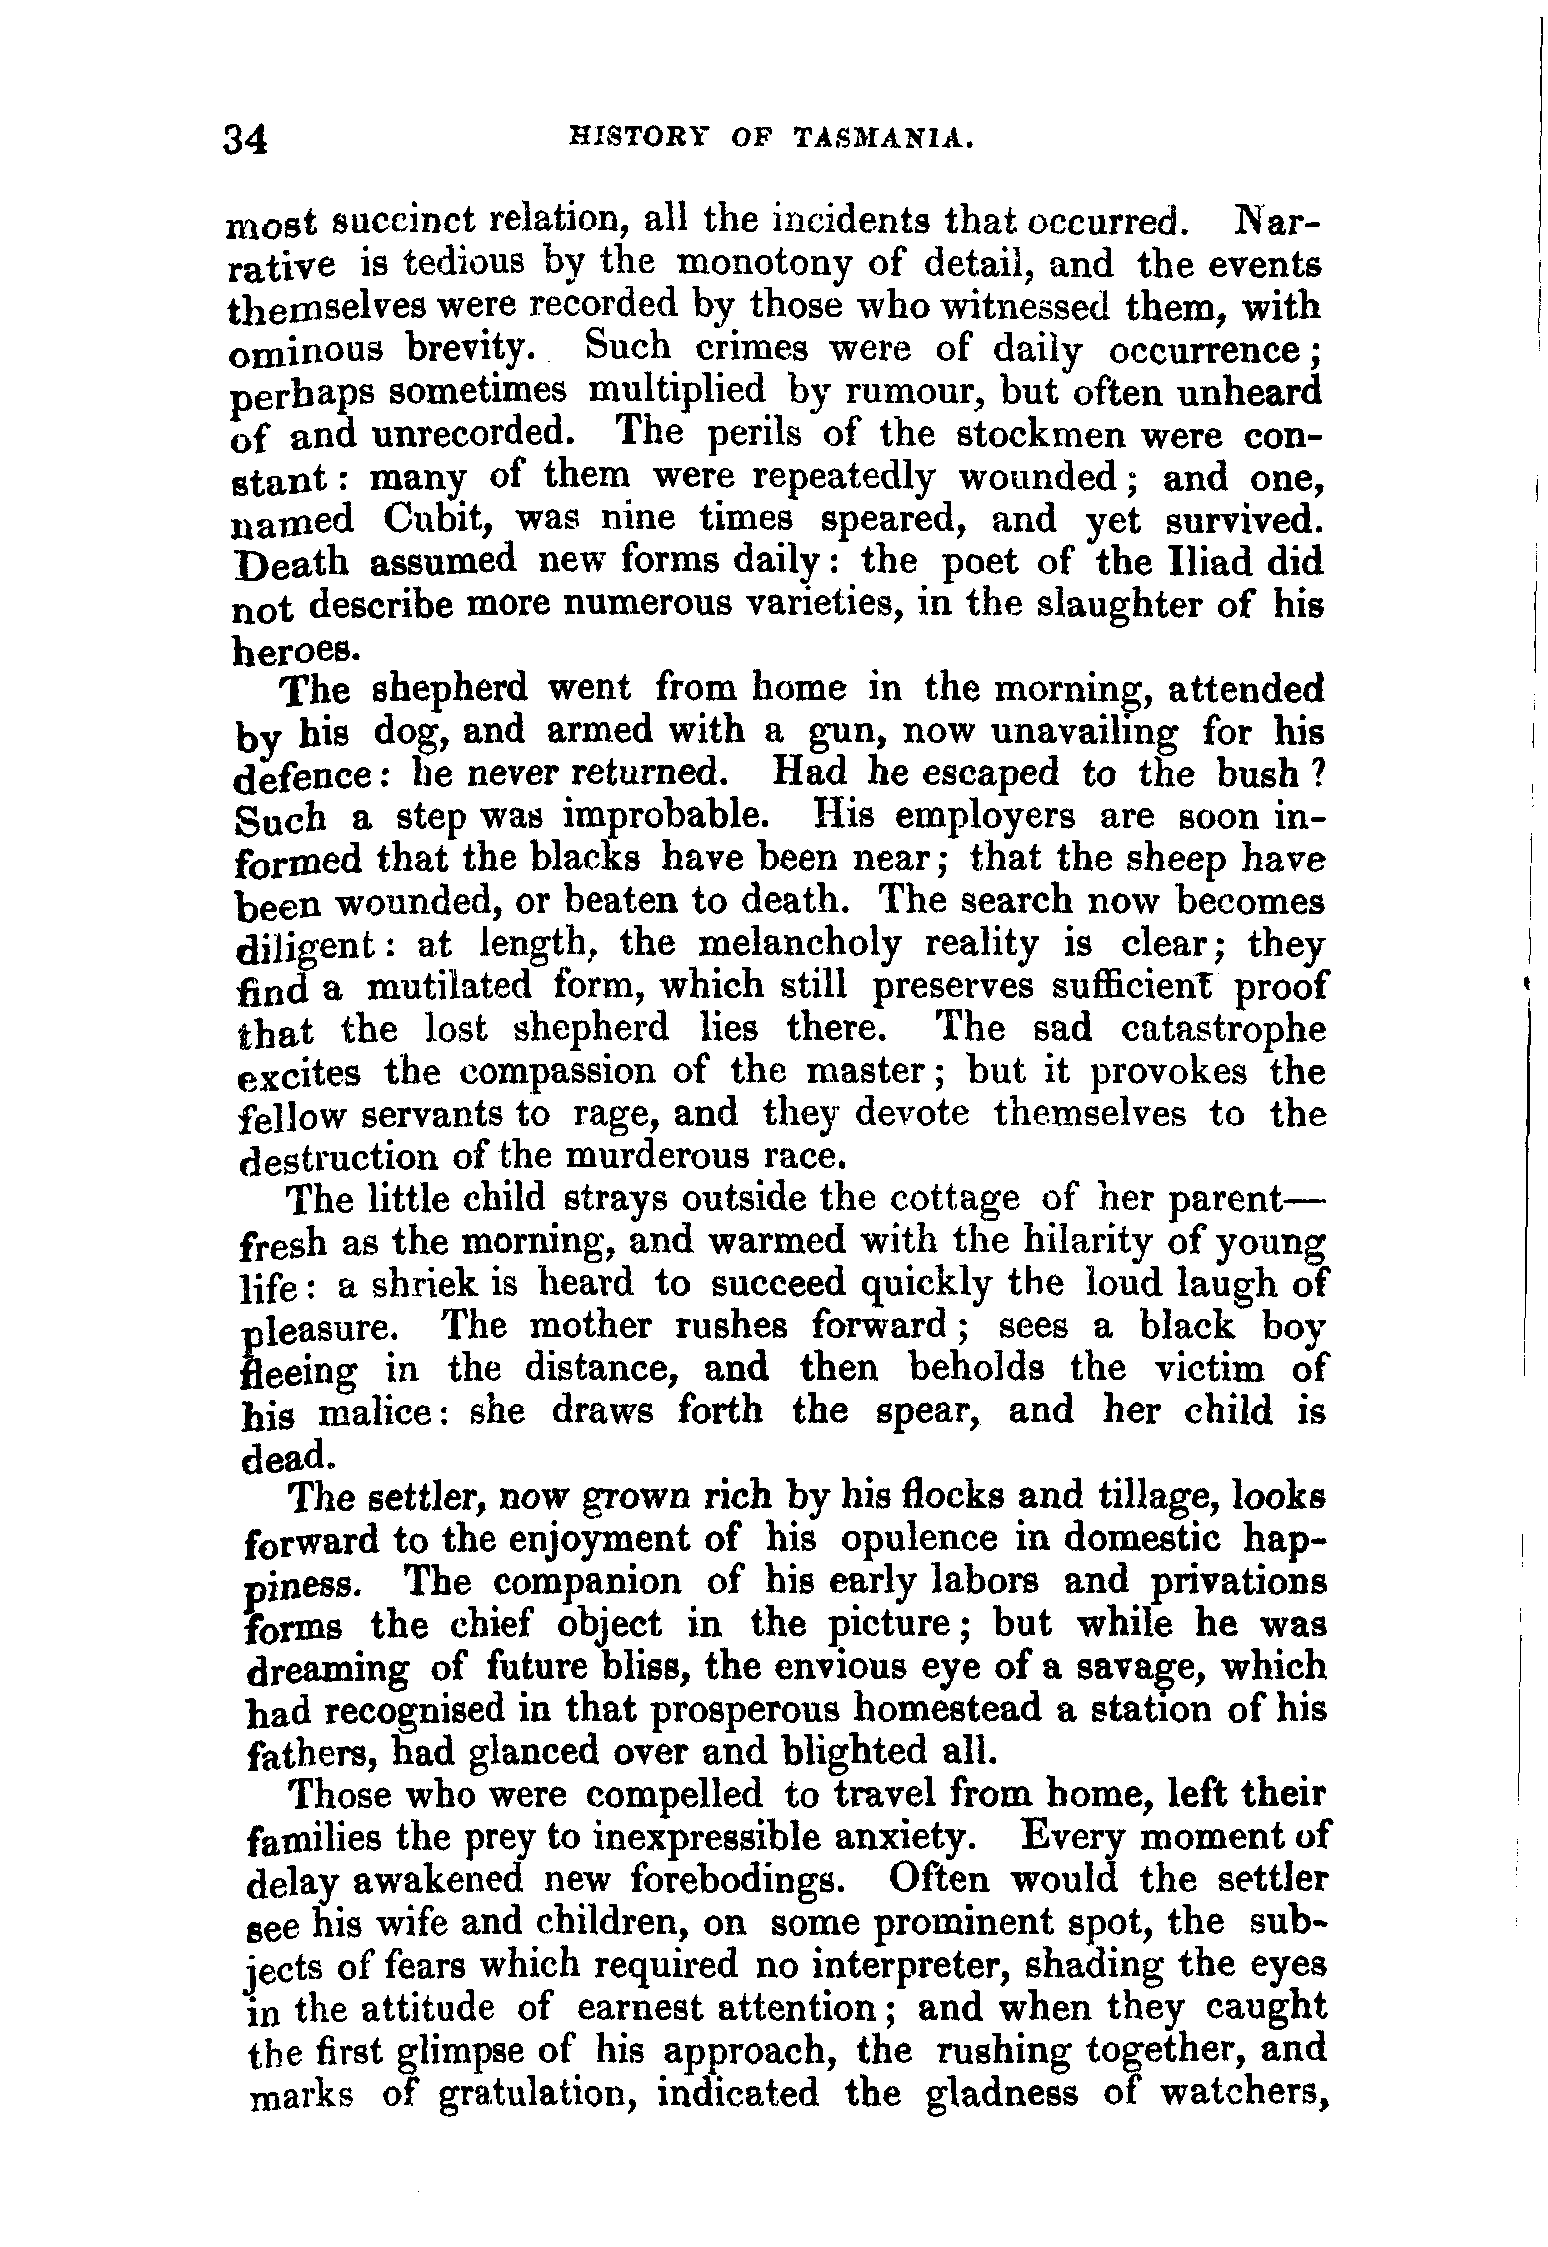 34 HISTORY OF TASMANIA.
most succinct relation, all the incidents that occurred. Nar-
rative is tedious by the monotony of detail, and the events
themselves were recorded by those who witnessed them, with
ominous brevity. Such crimes were of daily occurrence;
perhaps sometimes multiplied by rumour, but often unheard
of and unrecorded. The perils of the stockmen were con-
stant: many of them were repeatedly wounded; and one,
named Cubit, was nine times speared, and yet survived.
Death assumed new forms daily: the poet of the Iliad did
not describe more numerous varieties, in the slaughter of his
heroes.
The shepherd went from home in the morning, attended
by his dog, and armed with a gun, now unavailing for his
defence: he never returned. Had he escaped to the bush?
Such a step was improbable. His employers are soon in-
formed that the blacks have been near; that the sheep have
been wounded, or beaten to death. The search now becomes
diligent: at length, the melancholy reality is clear; they
find a mutilated form, which still preserves sufficient proof
that the lost shepherd lies there. The sad catastrophe
excites the compassion of the master; but it provokes the
fellow servants to rage, and they devote themselves to the
destruction of the murderous race.
The little child strays outside the cottage of her parent—
fresh as the morning, and warmed with the hilarity of young
life: a shriek is heard to succeed quickly the loud laugh of
pleasure. The mother rushes forward; sees a black boy
fleeing in the distance, and then beholds the victim of
his malice: she draws forth the spear, and her child is
dead.
The settler, now grown rich by his flocks and tillage, looks
forward to the enjoyment of his opulence in domestic hap-
piness. The companion of his early labors and privations
forms the chief object in the picture; but while he was
dreaming of future bliss, the envious eye of a savage, which
had recognised in that prosperous homestead a station of his
fathers, had glanced over and blighted all.
Those who were compelled to travel from home, left their
families the prey to inexpressible anxiety. Every moment of
delay awakened new forebodings. Often would the settler
see his wife and children, on some prominent spot, the sub-
jects of fears which required no interpreter, shading the eyes
in the attitude of earnest attention; and when they caught
the first glimpse of his approach, the rushing together, and
marks of gratulation, indicated the gladness of watchers,